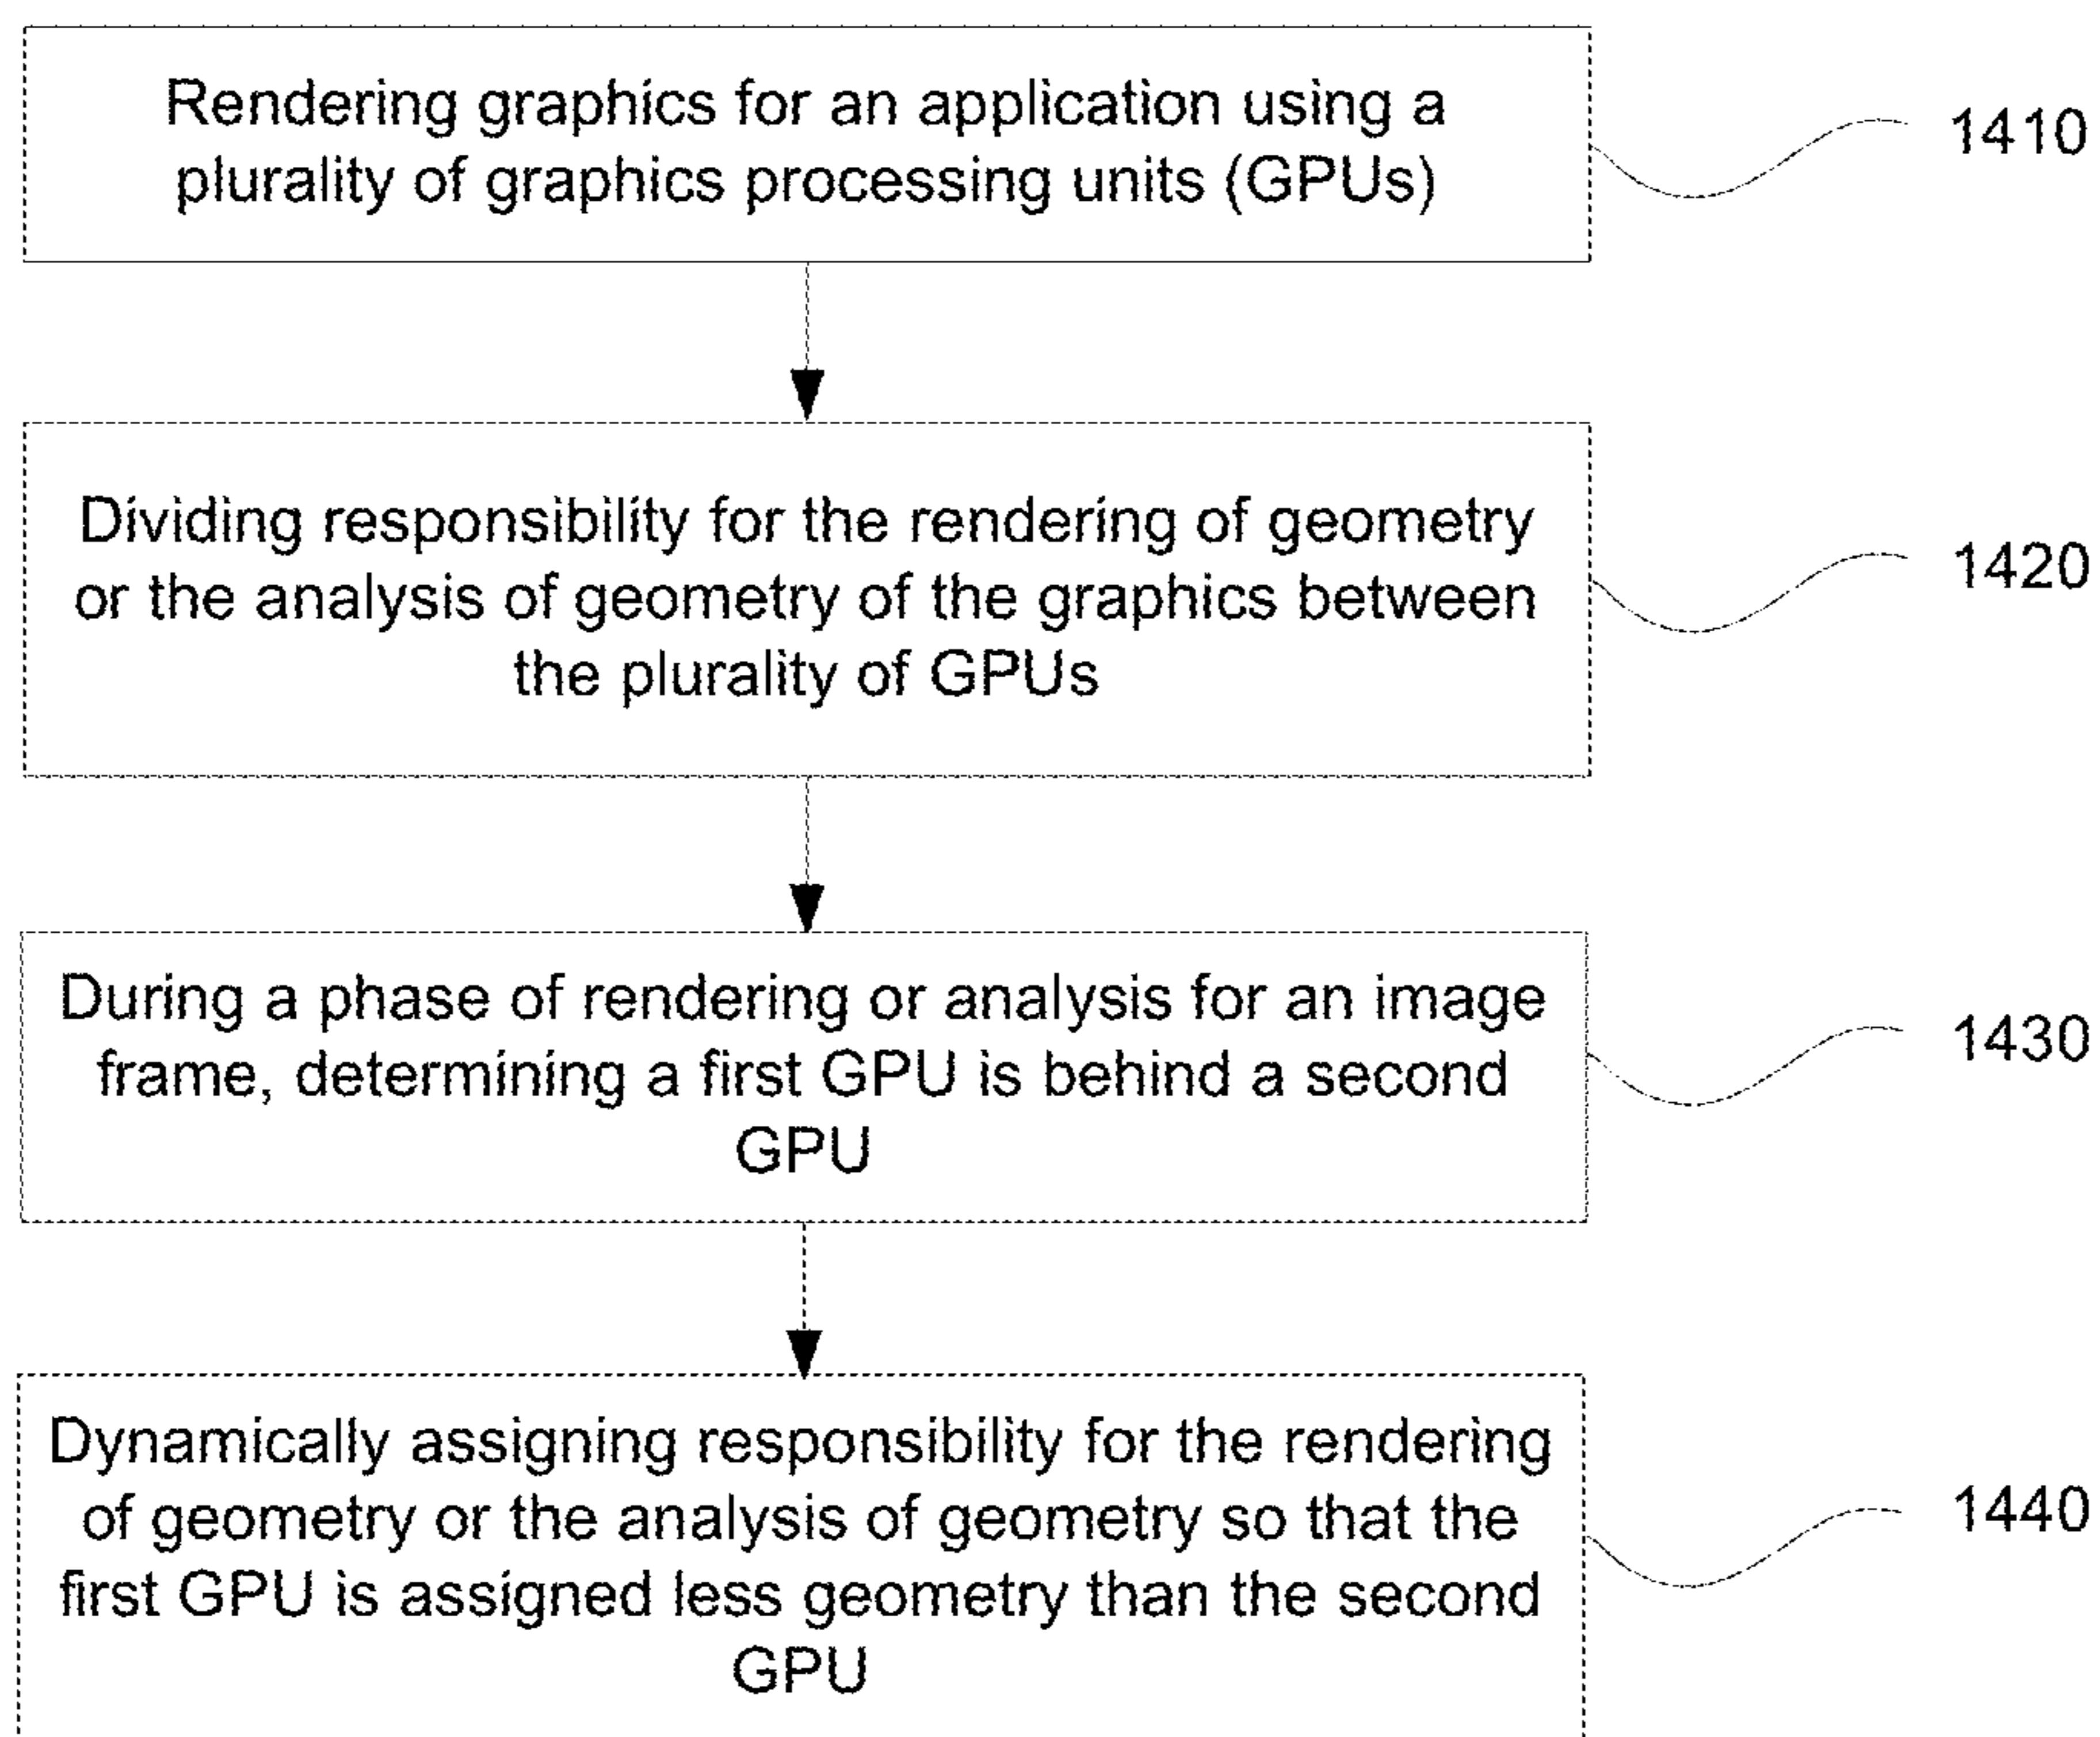 Rendering graphics for an application using a
plurality of graphics processing units (GPUs)
1410
Dividing responsibility for the rendering of geometry
or the analysis of geometry of the graphics between
the plurality of GPUs
1420
During a phase of rendering or analysis for an image
frame, determining a first GPU is behind a second
GPU
1430
Dynamically assigning responsibility for the rendering
of geometry or the analysis of geometry so that the
first GPU is assigned less geometry than the second
GPU
1440